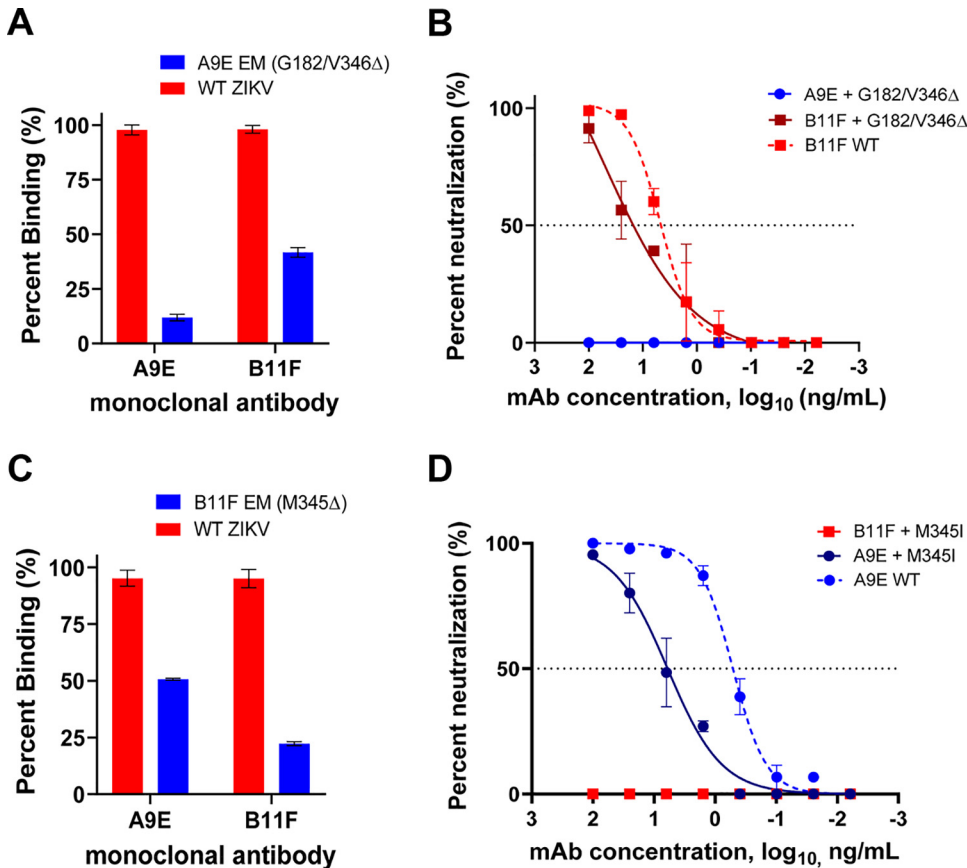 A
A9E EM (G182/V346Δ)
WT ZIKV
Percent Binding (%)
100
75
50
25
0
A9E
B11F
monoclonal antibody
B
A9E + G182/V346Δ
B11F + G182/V346Δ
B11F WT
Percent neutralization (%)
100
50
0
3 2 1 0 -1 -2 -3
mAb concentration, log10 (ng/mL)
C
B11F EM (M345Δ)
WT ZIKV
Percent Binding (%)
100
75
50
25
0
A9E
B11F
monoclonal antibody
D
B11F + M345I
A9E + M345I
A9E WT
Percent neutralization (%)
100
50
0
3 2 1 0 -1 -2 -3
mAb concentration, log10, ng/mL